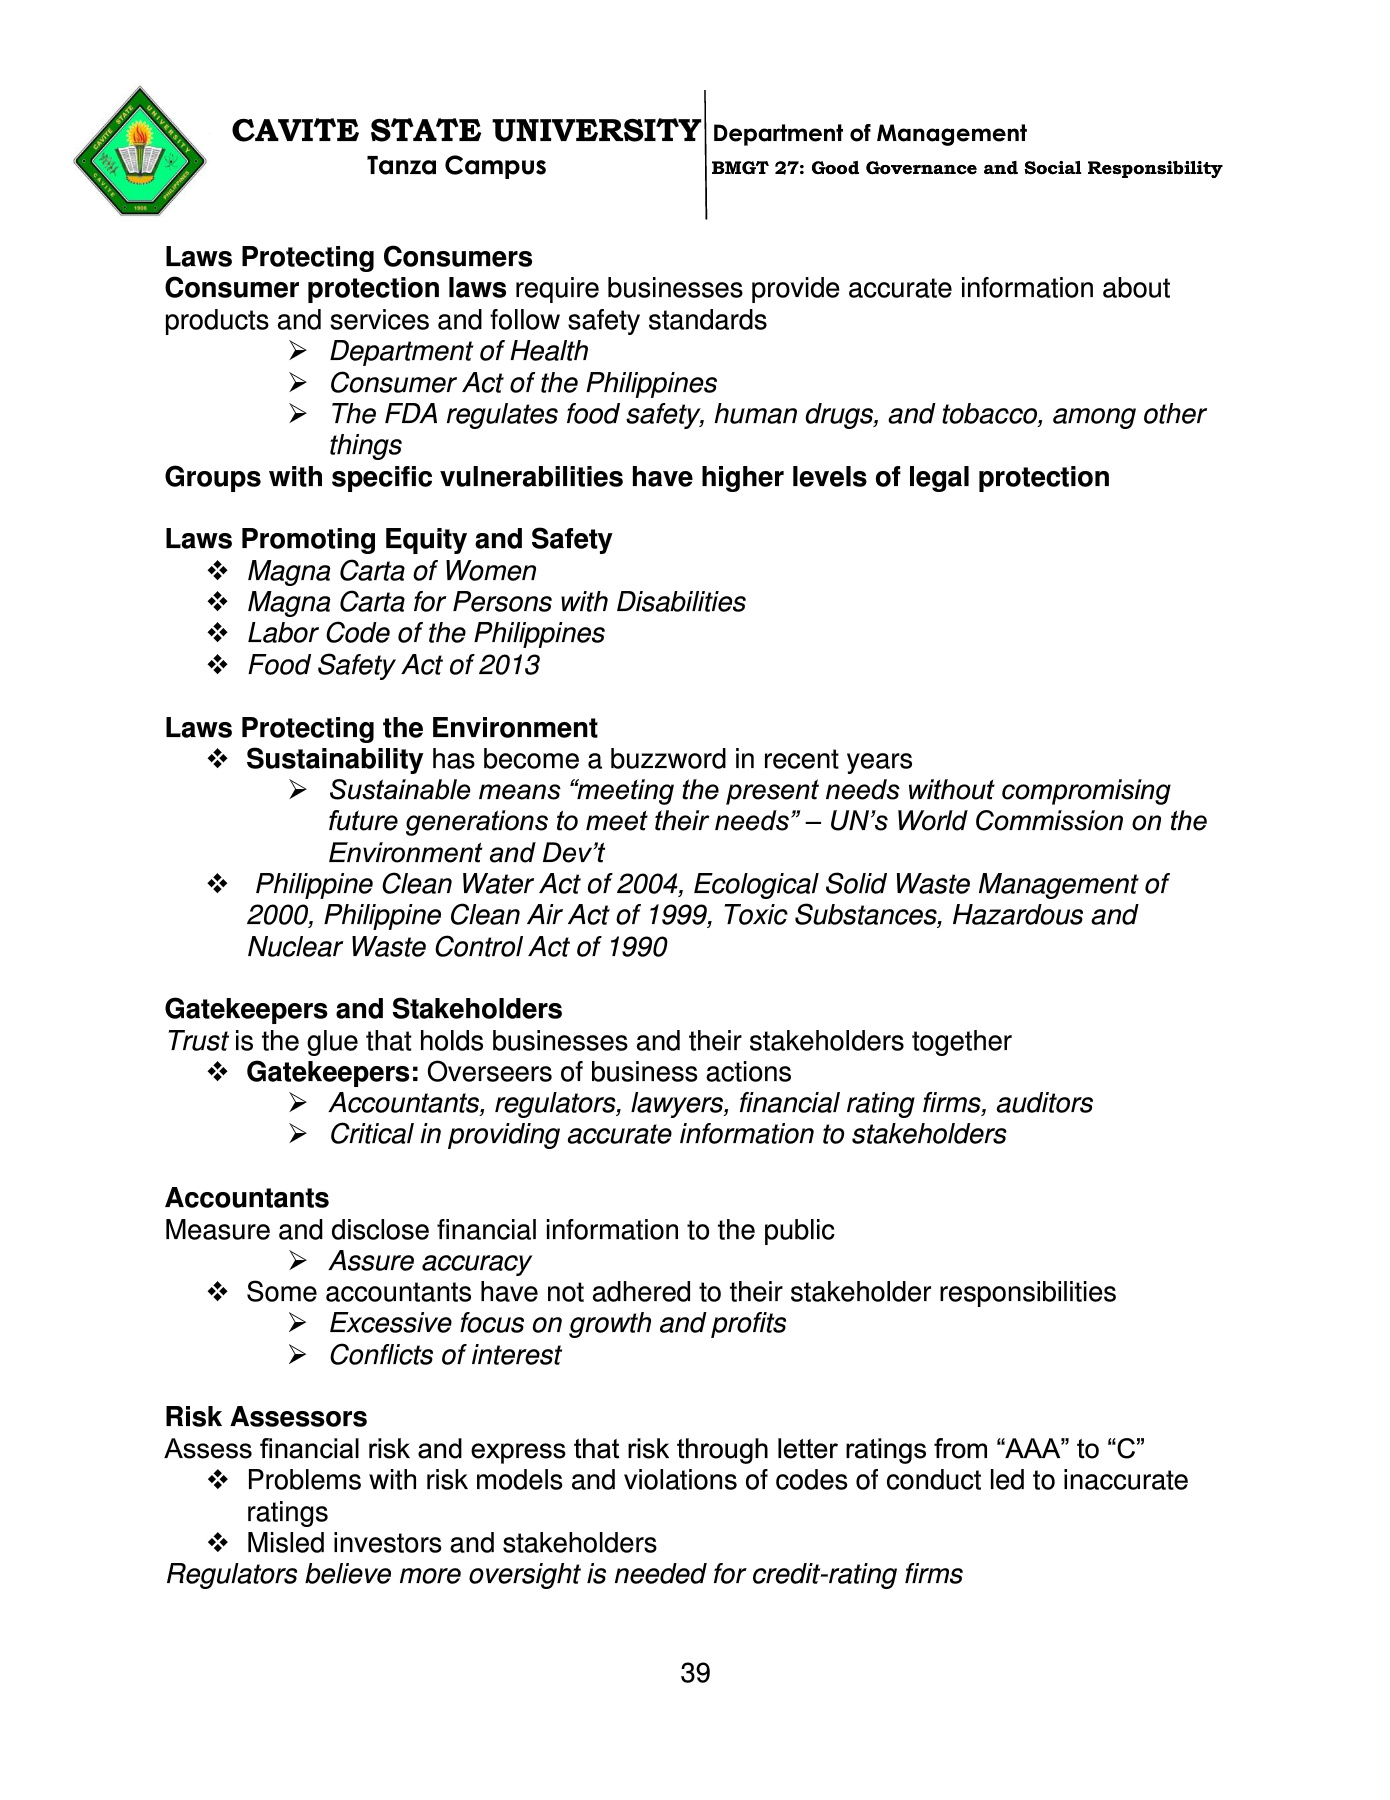 CAVITE STATE UNIVERSITY
Tanza Campus
Department of Management
BMGT 27: Good Governance and Social Responsibility
CAVITE STATE UNIVERSITY
CAVITE PHILIPPINES
1906
Laws Protecting Consumers
Consumer protection laws require businesses provide accurate information about
products and services and follow safety standards
➢ Department of Health
➢ Consumer Act of the Philippines
➢ The FDA regulates food safety, human drugs, and tobacco, among other
things
Groups with specific vulnerabilities have higher levels of legal protection
Laws Promoting Equity and Safety
❖ Magna Carta of Women
❖ Magna Carta for Persons with Disabilities
❖ Labor Code of the Philippines
❖ Food Safety Act of 2013
Laws Protecting the Environment
❖ Sustainability has become a buzzword in recent years
➢ Sustainable means “meeting the present needs without compromising
future generations to meet their needs” – UN’s World Commission on the
Environment and Dev’t
❖ Philippine Clean Water Act of 2004, Ecological Solid Waste Management of
2000, Philippine Clean Air Act of 1999, Toxic Substances, Hazardous and
Nuclear Waste Control Act of 1990
Gatekeepers and Stakeholders
Trust is the glue that holds businesses and their stakeholders together
❖ Gatekeepers: Overseers of business actions
➢ Accountants, regulators, lawyers, financial rating firms, auditors
➢ Critical in providing accurate information to stakeholders
Accountants
Measure and disclose financial information to the public
➢ Assure accuracy
❖ Some accountants have not adhered to their stakeholder responsibilities
➢ Excessive focus on growth and profits
➢ Conflicts of interest
Risk Assessors
Assess financial risk and express that risk through letter ratings from “AAA” to “C”
❖ Problems with risk models and violations of codes of conduct led to inaccurate
ratings
❖ Misled investors and stakeholders
Regulators believe more oversight is needed for credit-rating firms
39